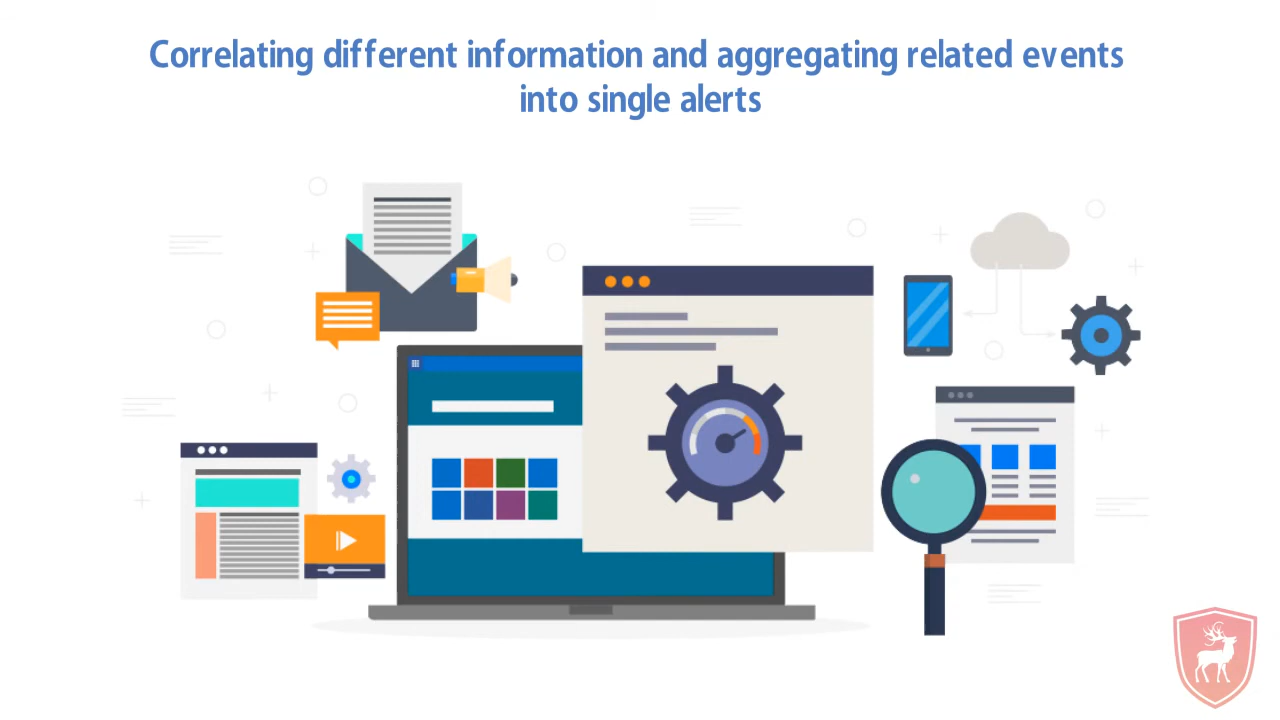 Correlating different information and aggregating related events
into single alerts